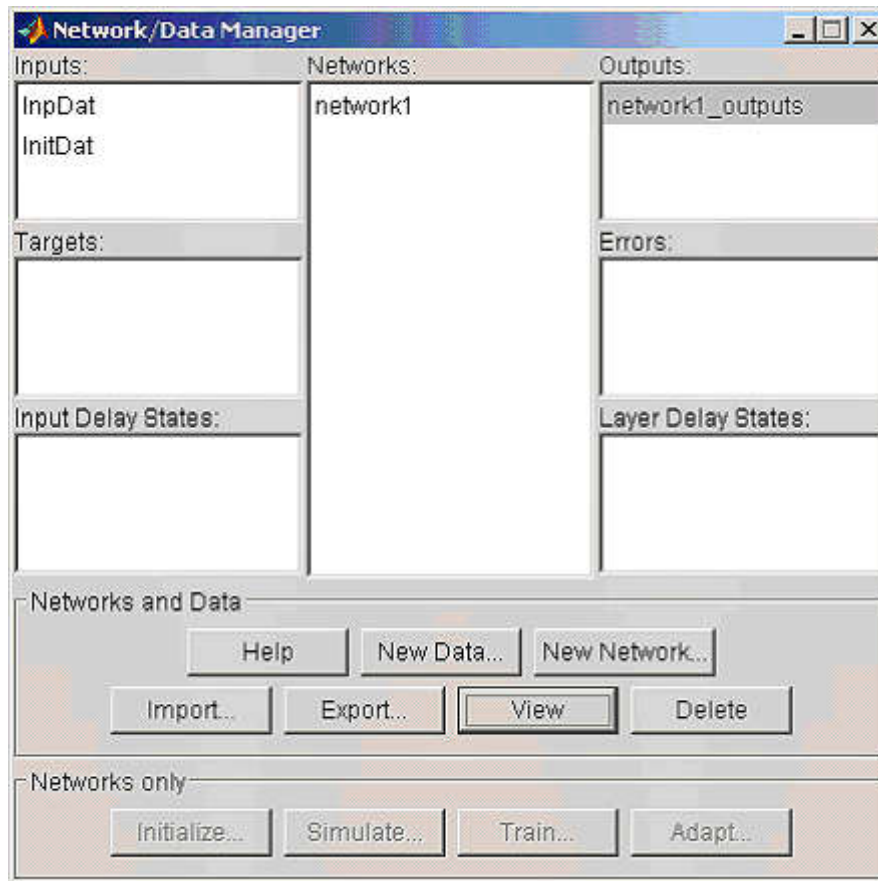 Network/Data Manager
Inputs: Networks: Outputs:
InpDat network1 network1_outputs
InitDat
Targets: Errors:
Input Delay States: Layer Delay States:
Networks and Data
Help New Data... New Network...
Import... Export... View Delete
Networks only
Initialize... Simulate... Train... Adapt...